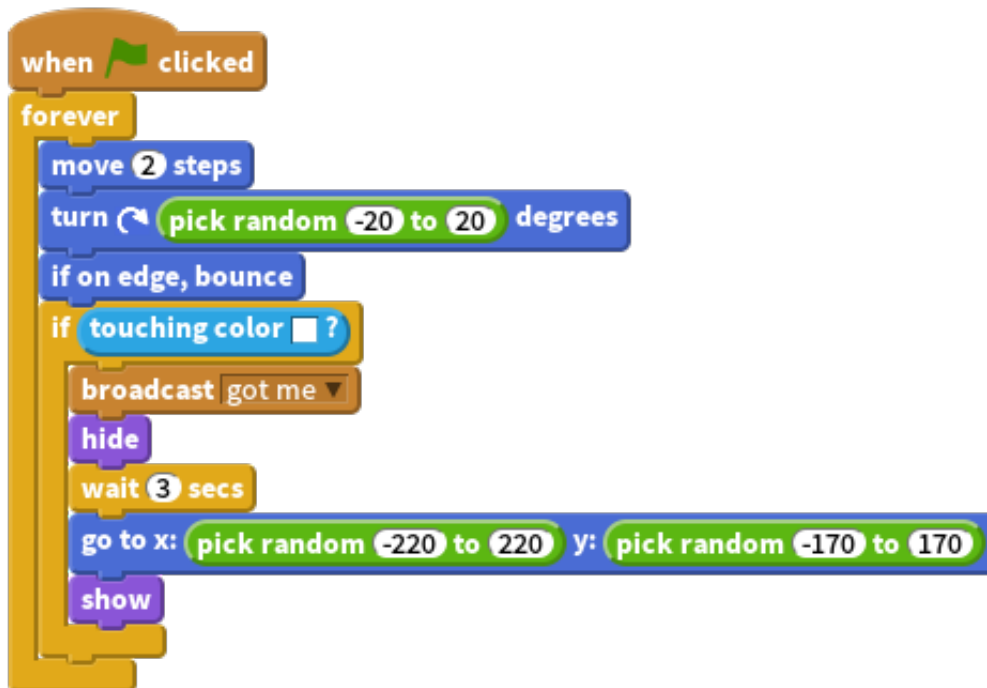 when clicked
forever
move 2 steps
turn pick random -20 to 20 degrees
if on edge, bounce
if touching color ?
broadcast got me
hide
wait 3 secs
go to x: pick random -220 to 220 y: pick random -170 to 170
show